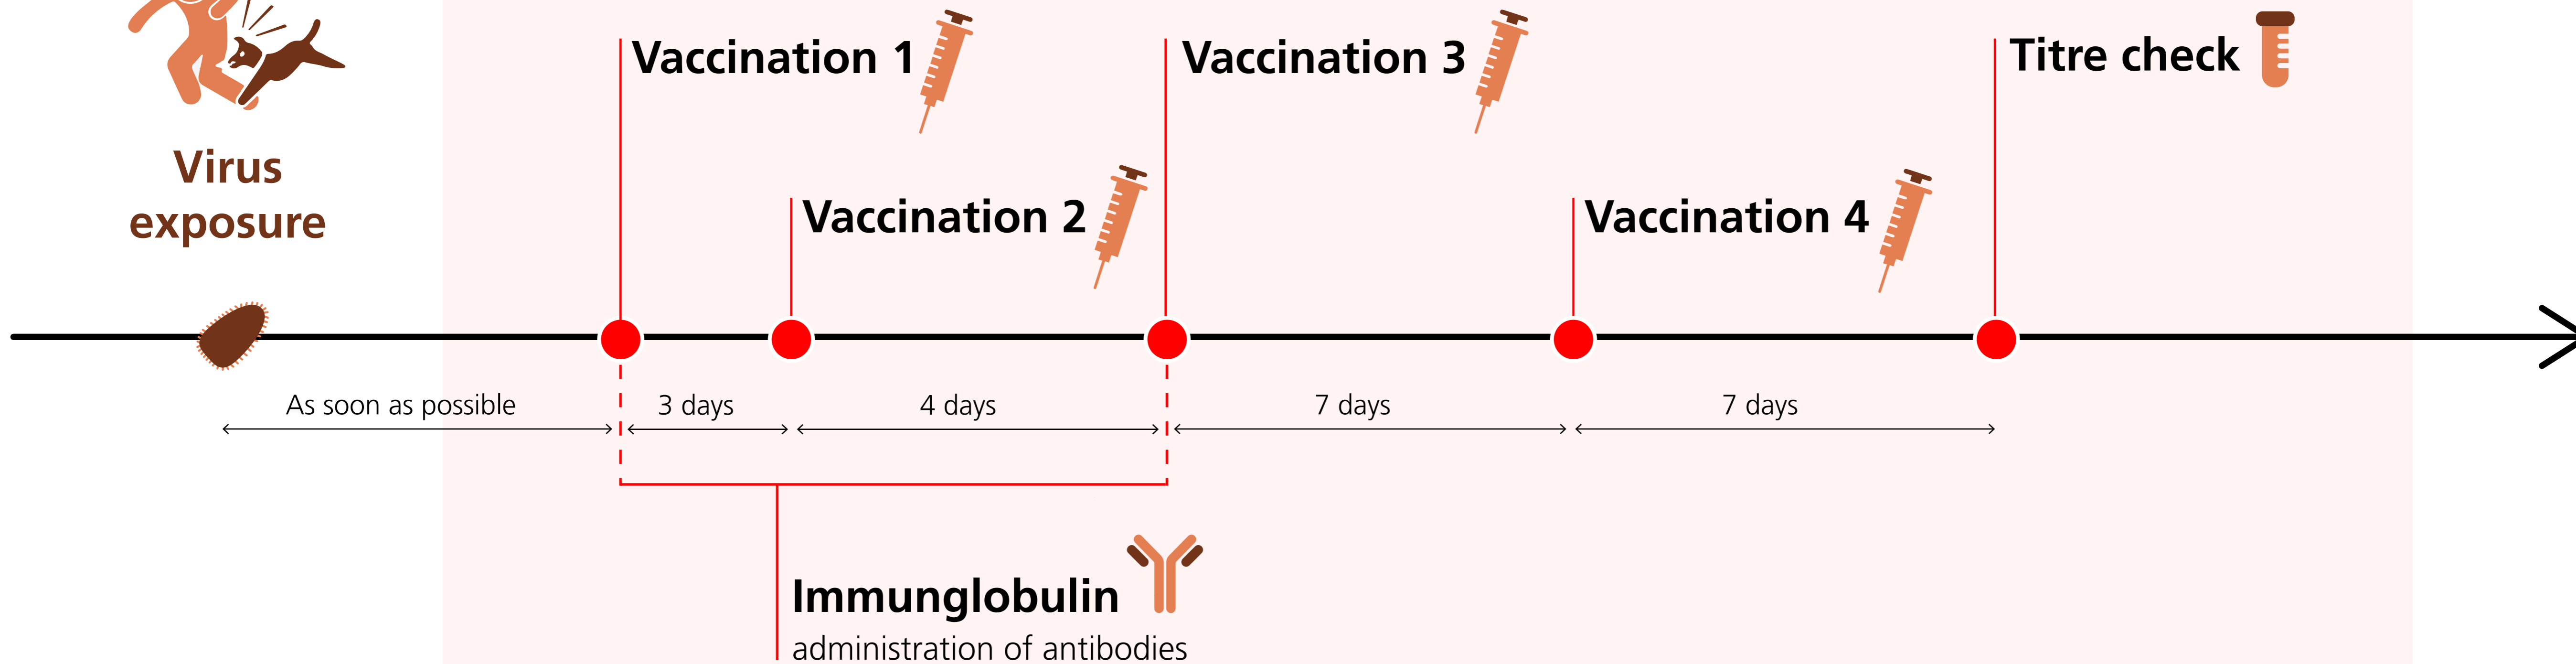 Virus
exposure
Vaccination 1
Vaccination 2
Vaccination 3
Vaccination 4
Titre check
As soon as possible
3 days
4 days
7 days
7 days
Immunglobulin
administration of antibodies